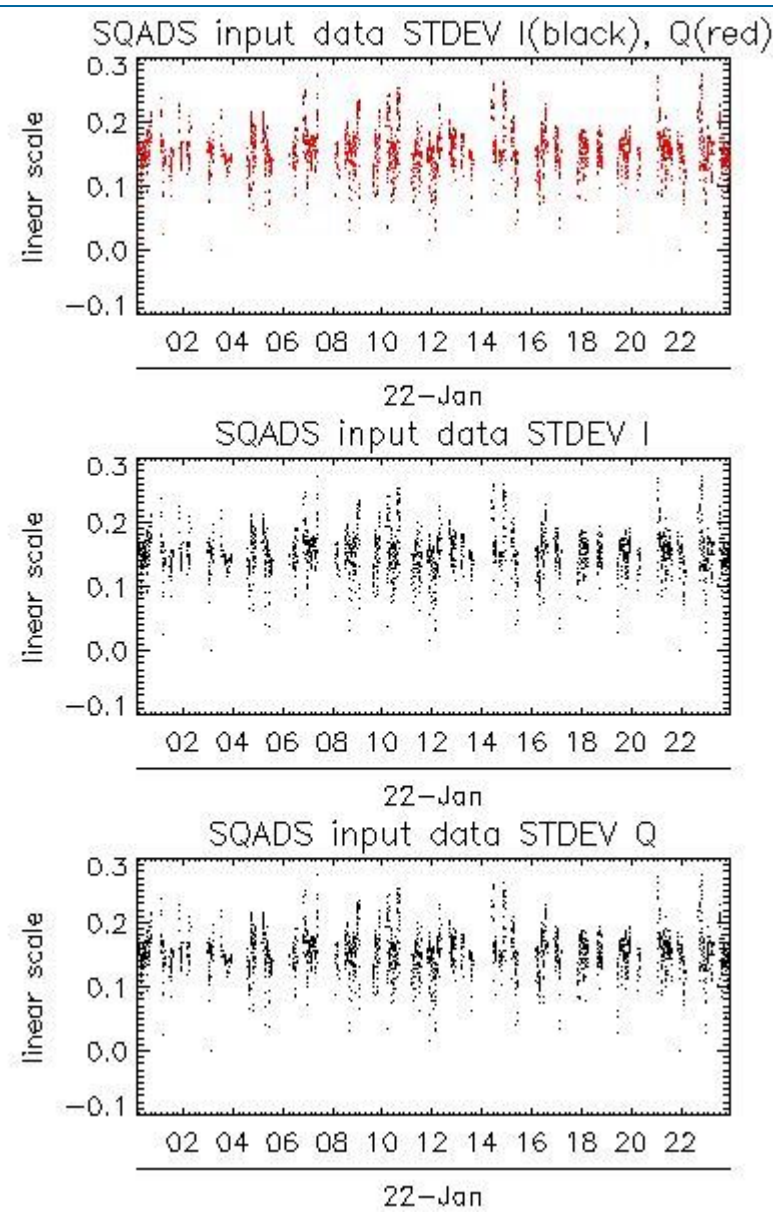 SQADS input data STDEV I(black), Q(red)
0.3
0.2
0.1
0.0
−0.1
linear scale
02 04 06 08 10 12 14 16 18 20 22
22−Jan
SQADS input data STDEV I
0.3
0.2
0.1
0.0
−0.1
linear scale
02 04 06 08 10 12 14 16 18 20 22
22−Jan
SQADS input data STDEV Q
0.3
0.2
0.1
0.0
−0.1
linear scale
02 04 06 08 10 12 14 16 18 20 22
22−Jan